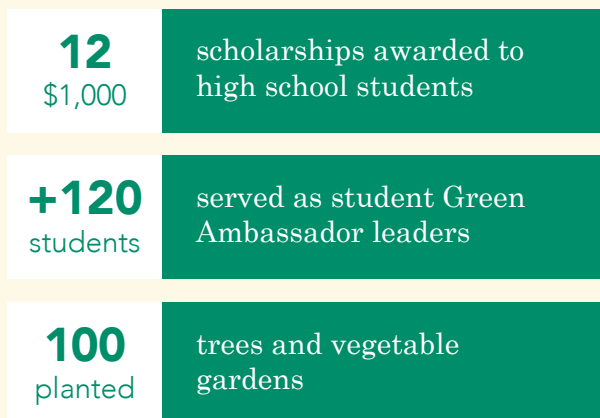 12
$1,000
scholarships awarded to
high school students
+120
students
served as student Green
Ambassador leaders
100
planted
trees and vegetable
gardens